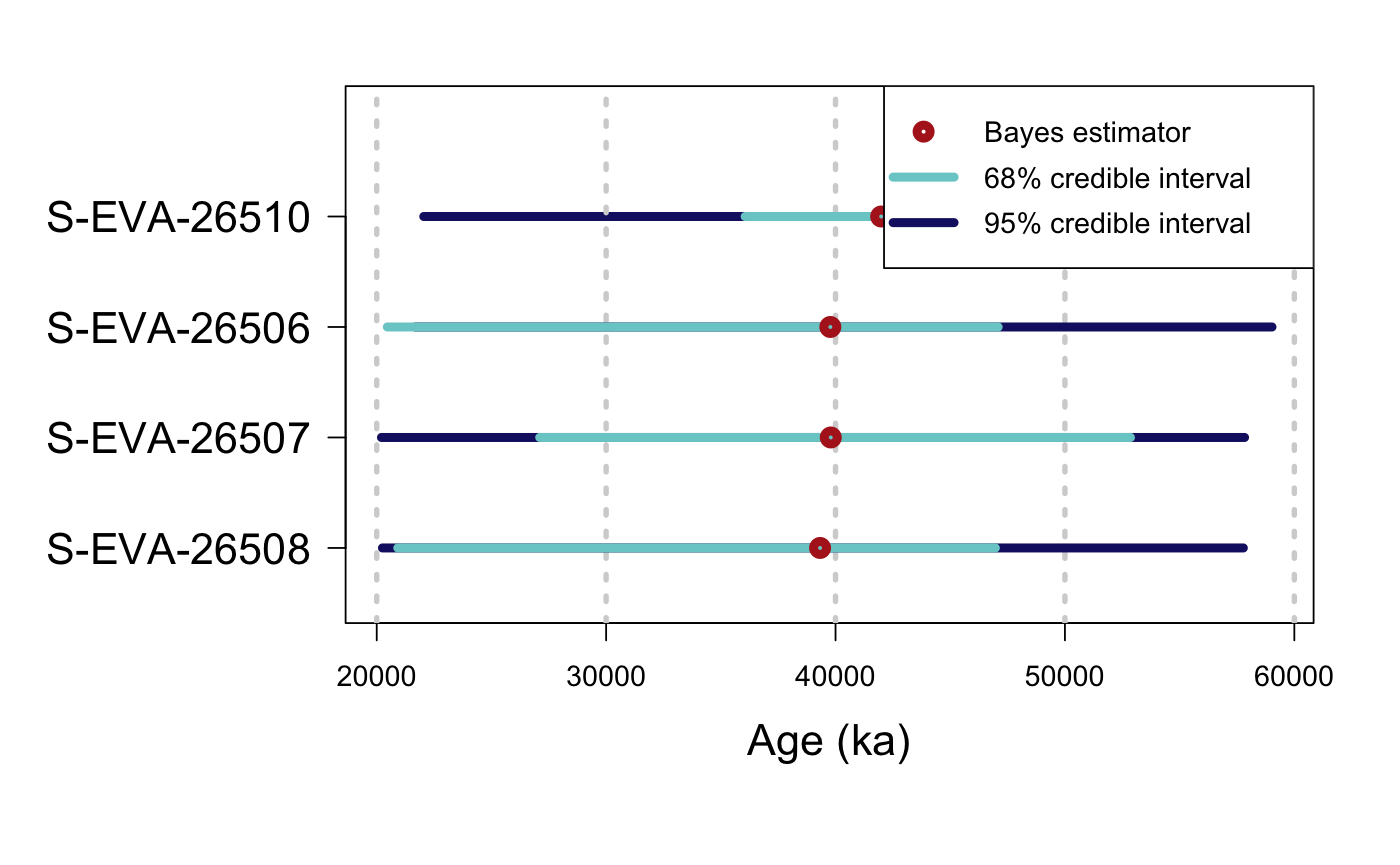 Bayes estimator
68% credible interval
95% credible interval
S-EVA-26510
S-EVA-26506
S-EVA-26507
S-EVA-26508
20000 30000 40000 50000 60000
Age (ka)